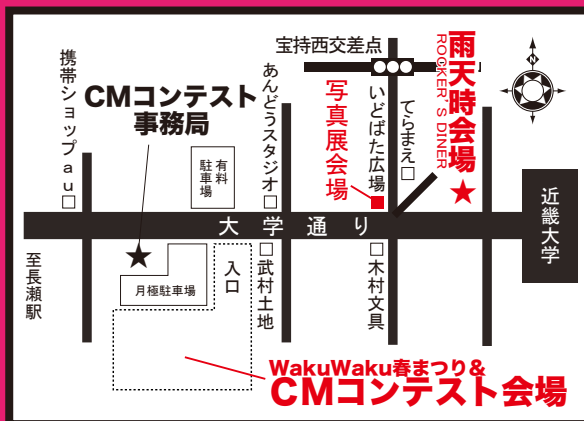 宝持西交差点
雨天時会場
ROCKER'S DINER
★
N
携帯ショップau□
CMコンテスト
事務局
あんどうスタジオ□
写真展会場
いどばた広場
てらまえ□
有料
駐車場
大学通り
近畿大学
至長瀬駅
★
月極駐車場
入口
□武村土地
□木村文具
WakuWaku春まつり&
CMコンテスト会場